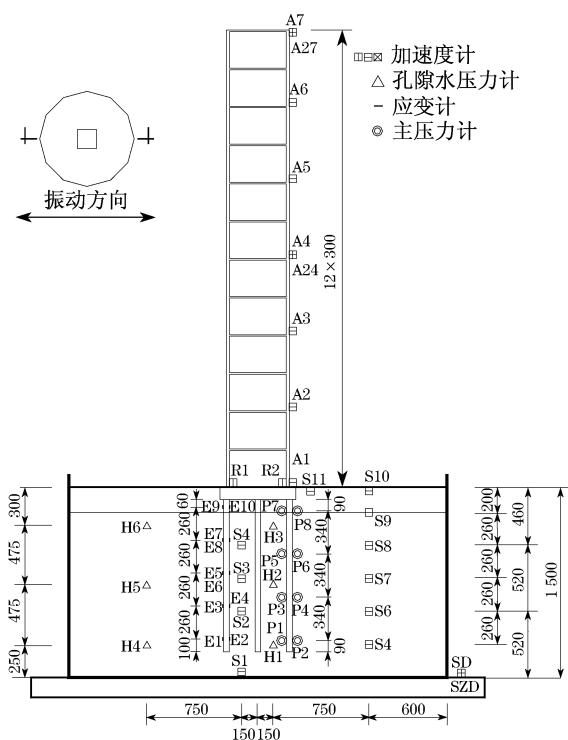 A7
A27
加速度计
孔隙水压力计
应变计
主压力计
A6
振动方向
A5
A4
A24
12×300
A3
A2
A1
R1 R2 S11 S10
300 60 E9 E10 P7 90 200
S9 460
H6 260 E7 S4 H3 P8 340 260
E8 S8
475 P5 P6
260 E5 S3 H2 260 520 1 500
H5 E6 340 S7
260 E4 260
E3 P3 P4 S6
475 260 S2 340 260 520
P1
H4 E1 E2 H1 P2 S4
250 100 S1 90 SD
SZD
750 750 600
150 150